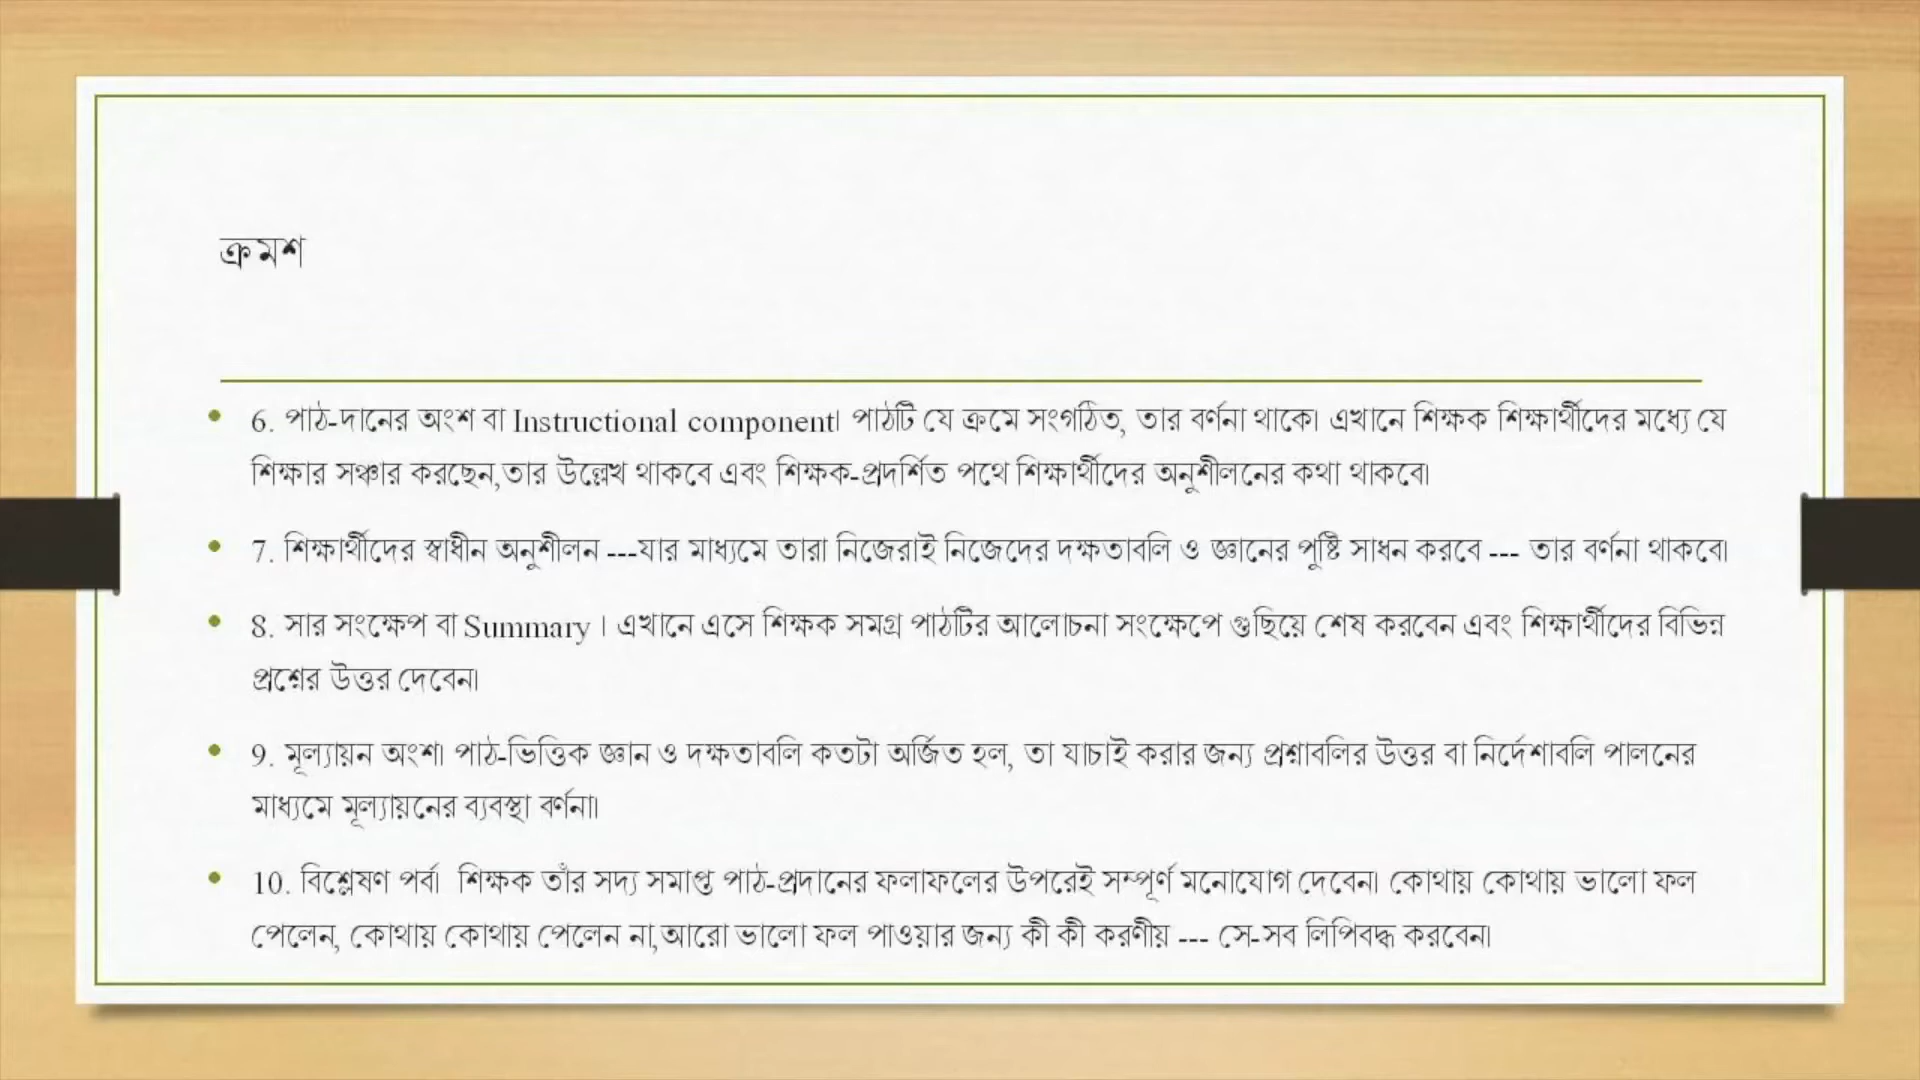 ক্রমশ
• 6. পাঠ-দানের অংশ বা Instructional component। পাঠটি যে ক্রমে সংগঠিত, তার বর্ণনা থাকে। এখানে শিক্ষক শিক্ষার্থীদের মধ্যে যে
শিক্ষার সঞ্চার করছেন,তার উল্লেখ থাকবে এবং শিক্ষক-প্রদর্শিত পথে শিক্ষার্থীদের অনুশীলনের কথা থাকবে।
• 7. শিক্ষার্থীদের স্বাধীন অনুশীলন ---যার মাধ্যমে তারা নিজেরাই নিজেদের দক্ষতাবলি ও জ্ঞানের পুষ্টি সাধন করবে --- তার বর্ণনা থাকবে।
• 8. সার সংক্ষেপ বা Summary । এখানে এসে শিক্ষক সমগ্র পাঠটির আলোচনা সংক্ষেপে গুছিয়ে শেষ করবেন এবং শিক্ষার্থীদের বিভিন্ন
প্রশ্নের উত্তর দেবেন।
• 9. মূল্যায়ন অংশ। পাঠ-ভিত্তিক জ্ঞান ও দক্ষতাবলি কতটা অর্জিত হল, তা যাচাই করার জন্য প্রশ্নাবলির উত্তর বা নির্দেশাবলি পালনের
মাধ্যমে মূল্যায়নের ব্যবস্থা বর্ণনা।
• 10. বিশ্লেষণ পর্ব। শিক্ষক তাঁর সদ্য সমাপ্ত পাঠ-প্রদানের ফলাফলের উপরেই সম্পূর্ণ মনোযোগ দেবেন। কোথায় কোথায় ভালো ফল
পেলেন, কোথায় কোথায় পেলেন না,আরো ভালো ফল পাওয়ার জন্য কী কী করণীয় --- সে-সব লিপিবদ্ধ করবেন।